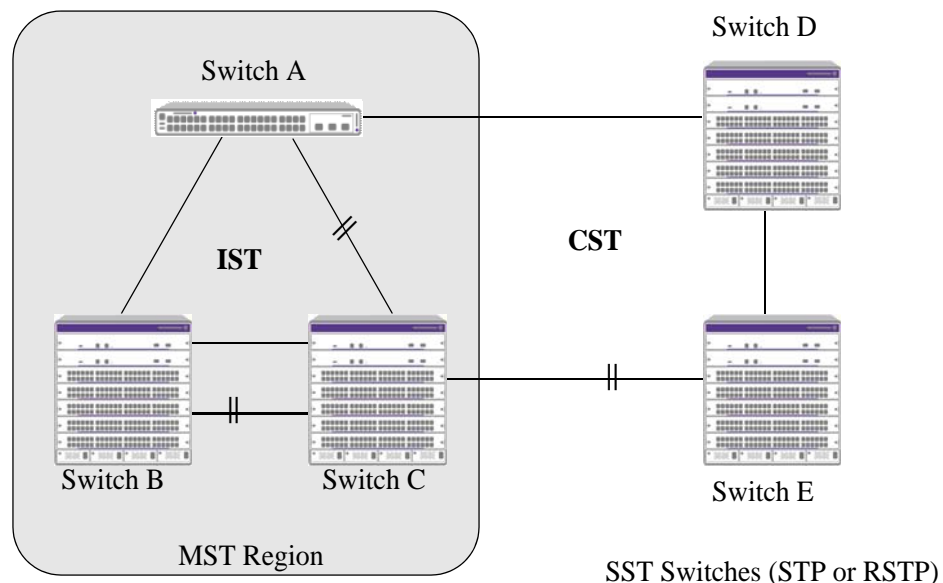 Switch D
Switch A
IST
CST
Switch B
Switch C
Switch E
MST Region
SST Switches (STP or RSTP)